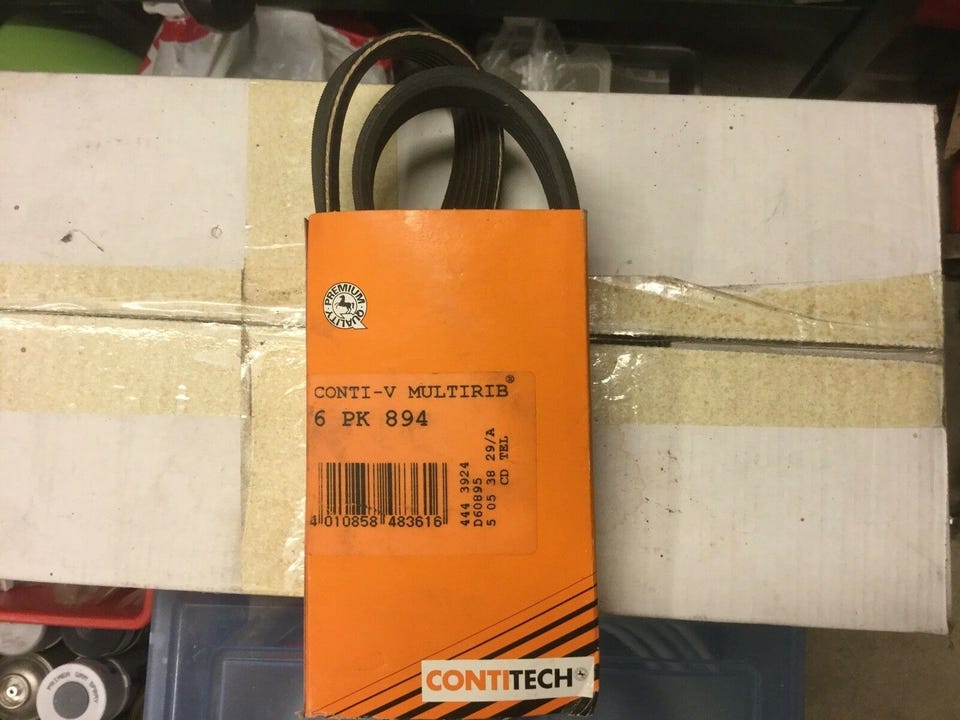 PREMIUM
QUALITY
CONTI-V MULTIRIB®
6 PK 894
4 010858 483616
444 3924
D60895
5 05 38 29/A
CD TEL
CONTITECH